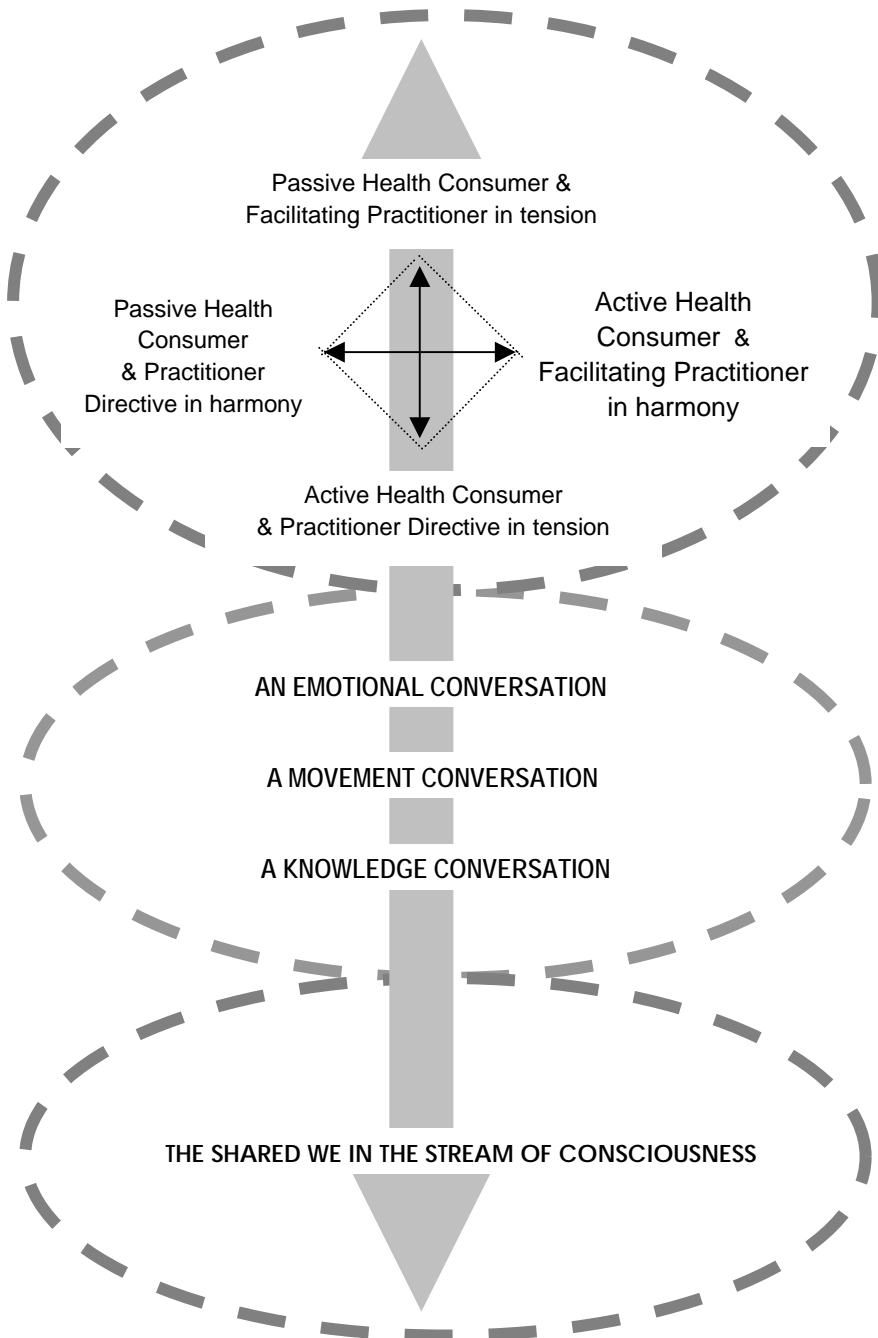 Passive Health Consumer &
Facilitating Practitioner in tension
Passive Health
Consumer
& Practitioner
Directive in harmony
Active Health
Consumer &
Facilitating Practitioner
in harmony
Active Health Consumer
& Practitioner Directive in tension
AN EMOTIONAL CONVERSATION
A MOVEMENT CONVERSATION
A KNOWLEDGE CONVERSATION
THE SHARED WE IN THE STREAM OF CONSCIOUSNESS